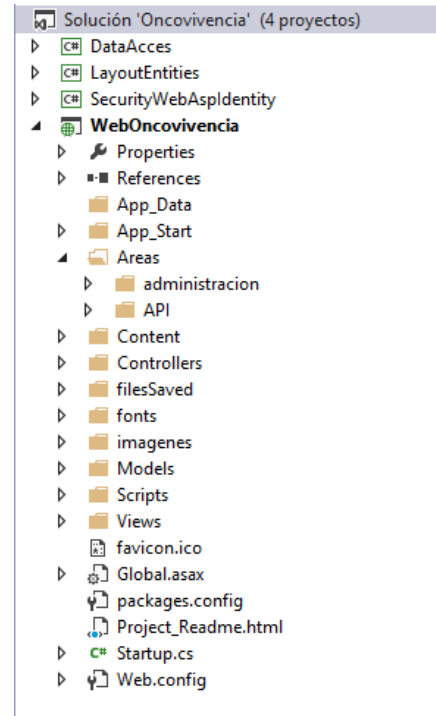 Solución 'Oncovivencia' (4 proyectos)
C# DataAcces
C# LayoutEntities
C# SecurityWebAspIdentity
WebOncovivencia
Properties
References
App_Data
App_Start
Areas
administracion
API
Content
Controllers
filesSaved
fonts
imagenes
Models
Scripts
Views
favicon.ico
Global.asax
packages.config
Project_Readme.html
C# Startup.cs
Web.config